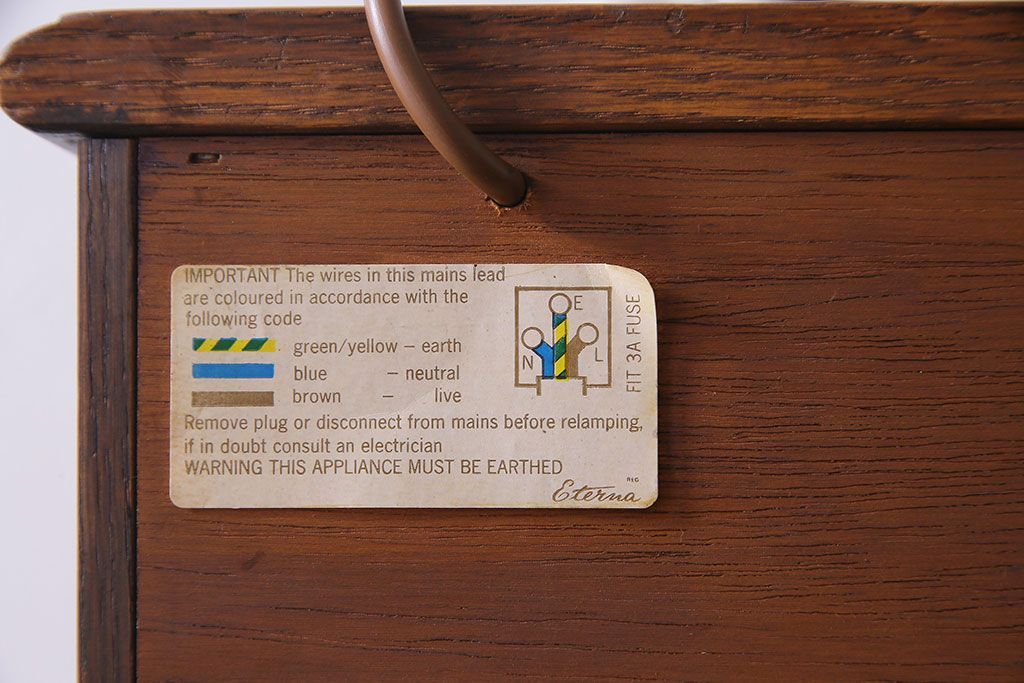 IMPORTANT The wires in this mains lead
are coloured in accordance with the
following code
green/yellow – earth
blue – neutral
brown – live
E
N
L
FIT 3A FUSE
Remove plug or disconnect from mains before relamping,
if in doubt consult an electrician
WARNING THIS APPLIANCE MUST BE EARTHED
Eterna REG